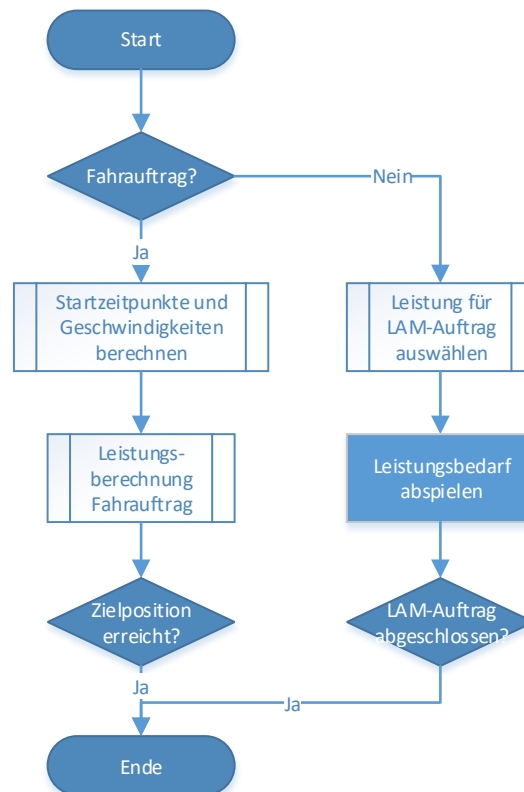 Start
Fahrauftrag?
Nein
Ja
Startzeitpunkte und
Geschwindigkeiten
berechnen
Leistung für
LAM-Auftrag
auswählen
Leistungs-
berechnung
Fahrauftrag
Leistungsbedarf
abspielen
Zielposition
erreicht?
LAM-Auftrag
abgeschlossen?
Ja
Ja
Ende